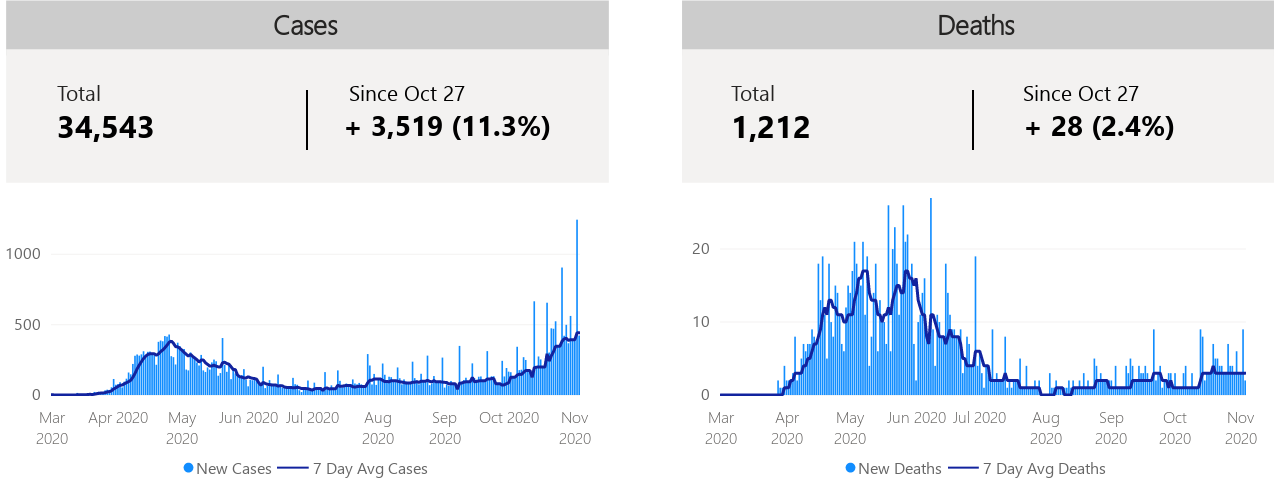 Cases
Total
34,543
Since Oct 27
+ 3,519 (11.3%)
1000
500
0
Mar 2020
Apr 2020
May 2020
Jun 2020
Jul 2020
Aug 2020
Sep 2020
Oct 2020
Nov 2020
New Cases
7 Day Avg Cases
Deaths
Total
1,212
Since Oct 27
+ 28 (2.4%)
20
10
0
Mar 2020
Apr 2020
May 2020
Jun 2020
Jul 2020
Aug 2020
Sep 2020
Oct 2020
Nov 2020
New Deaths
7 Day Avg Deaths